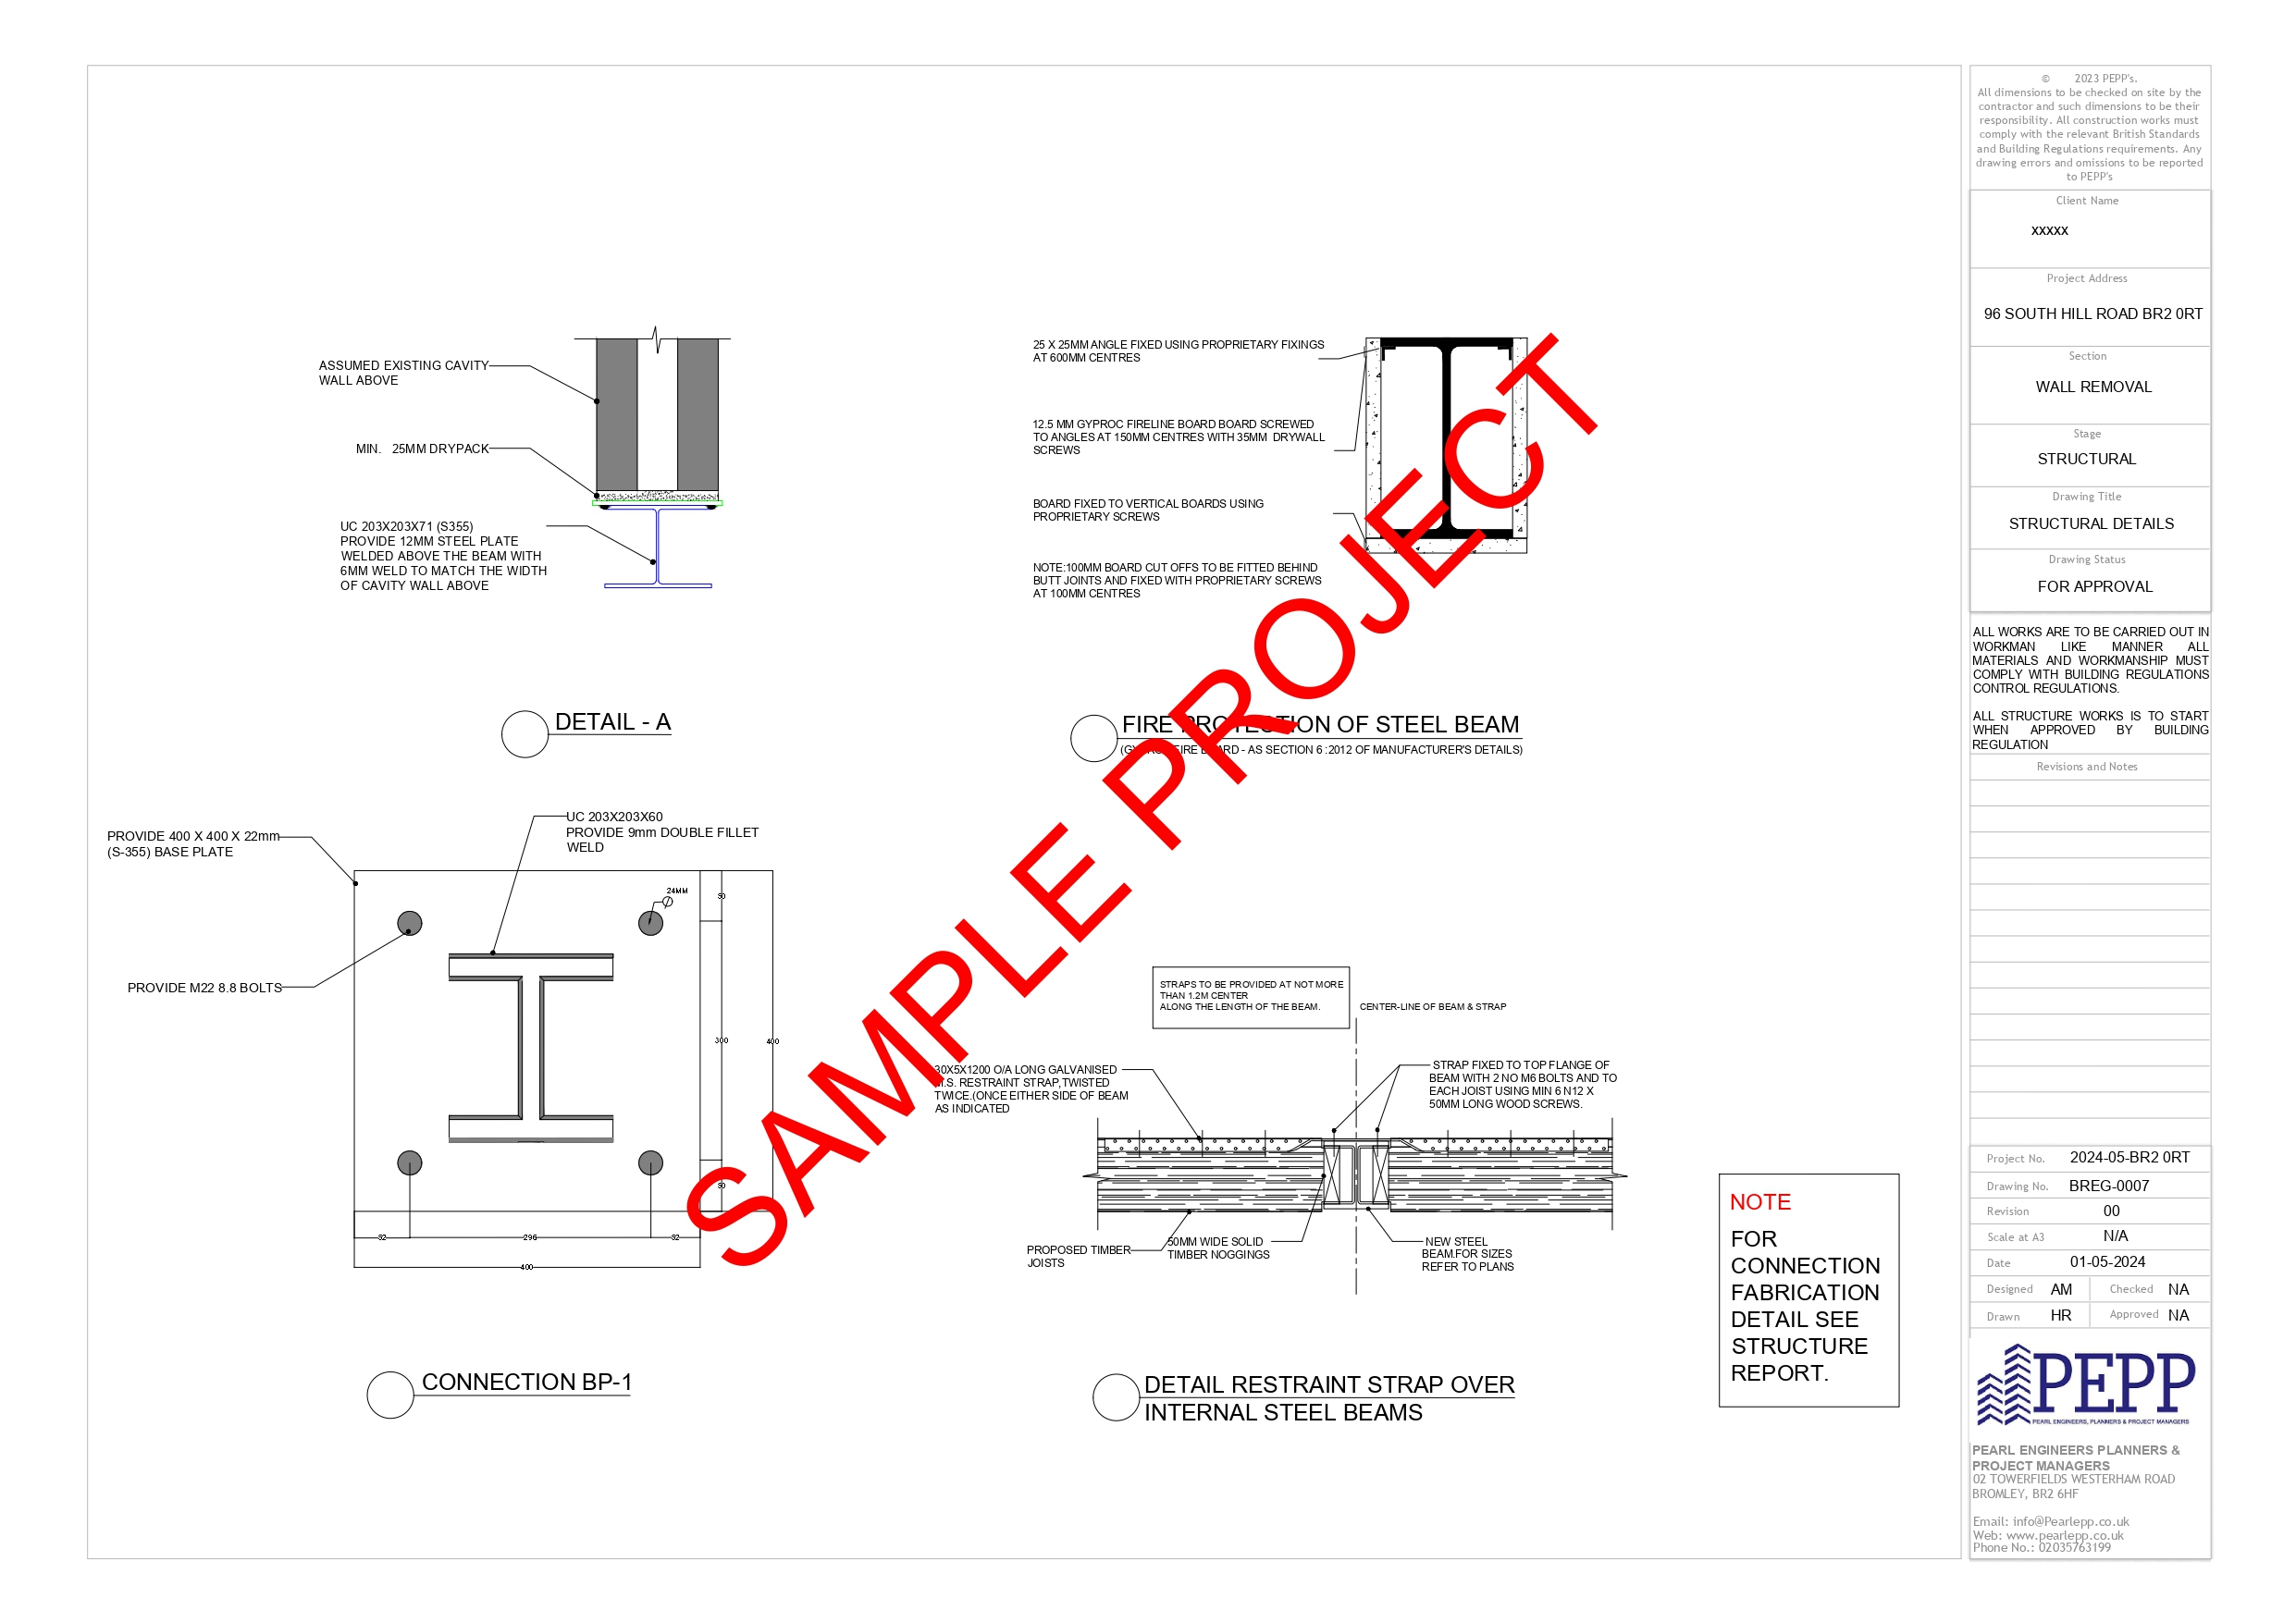 ASSUMED EXISTING CAVITY
WALL ABOVE
MIN. 25MM DRYPACK
UC 203X203X71 (S355)
PROVIDE 12MM STEEL PLATE
WELDED ABOVE THE BEAM WITH
6MM WELD TO MATCH THE WIDTH
OF CAVITY WALL ABOVE
DETAIL - A
25 X 25MM ANGLE FIXED USING PROPRIETARY FIXINGS
AT 600MM CENTRES
12.5 MM GYPROC FIRELINE BOARD BOARD SCREWED
TO ANGLES AT 150MM CENTRES WITH 35MM DRYWALL
SCREWS
BOARD FIXED TO VERTICAL BOARDS USING
PROPRIETARY SCREWS
NOTE:100MM BOARD CUT OFFS TO BE FITTED BEHIND
BUTT JOINTS AND FIXED WITH PROPRIETARY SCREWS
AT 100MM CENTRES
FIRE PROTECTION OF STEEL BEAM
FIRE - AS SECTION 6 :2012 OF MANUFACTURER'S DETAILS)
SAMPLE PROJECT
PROVIDE 400 X 400 X 22mm
(S-355) BASE PLATE
UC 203X203X60
PROVIDE 9mm DOUBLE FILLET
WELD
24MM
PROVIDE M22 8.8 BOLTS
50
300
400
50
52
296
52
400
CONNECTION BP-1
STRAPS TO BE PROVIDED AT NOT MORE
THAN 1.2M CENTER
ALONG THE LENGTH OF THE BEAM.
CENTER-LINE OF BEAM & STRAP
30X5X1200 O/A LONG GALVANISED
M.S. RESTRAINT STRAP,TWISTED
TWICE.(ONCE EITHER SIDE OF BEAM
AS INDICATED
STRAP FIXED TO TOP FLANGE OF
BEAM WITH 2 NO M6 BOLTS AND TO
EACH JOIST USING MIN 6 N12 X
50MM LONG WOOD SCREWS.
PROPOSED TIMBER
JOISTS
50MM WIDE SOLID
TIMBER NOGGINGS
NEW STEEL
BEAM.FOR SIZES
REFER TO PLANS
DETAIL RESTRAINT STRAP OVER
INTERNAL STEEL BEAMS
NOTE
FOR
CONNECTION
FABRICATION
DETAIL SEE
STRUCTURE
REPORT.
© 2023 PEPP's.
All dimensions to be checked on site by the
contractor and such dimensions to be their
responsibility. All construction works must
comply with the relevant British Standards
and Building Regulations requirements. Any
drawing errors and omissions to be reported
to PEPP's
Client Name
XXXXX
Project Address
96 SOUTH HILL ROAD BR2 0RT
Section
WALL REMOVAL
Stage
STRUCTURAL
Drawing Title
STRUCTURAL DETAILS
Drawing Status
FOR APPROVAL
ALL WORKS ARE TO BE CARRIED OUT IN
WORKMAN LIKE MANNER ALL
MATERIALS AND WORKMANSHIP MUST
COMPLY WITH BUILDING REGULATIONS
CONTROL REGULATIONS.
ALL STRUCTURE WORKS IS TO START
WHEN APPROVED BY BUILDING
REGULATION
Revisions and Notes
Project No. 2024-05-BR2 0RT
Drawing No. BREG-0007
Revision 00
Scale at A3 N/A
Date 01-05-2024
Designed AM Checked NA
Drawn HR Approved NA
PEPP
PEARL ENGINEERS, PLANNERS & PROJECT MANAGERS
PEARL ENGINEERS PLANNERS &
PROJECT MANAGERS
02 TOWERFIELDS WESTERHAM ROAD
BROMLEY, BR2 6HF
Email: info@Pearlepp.co.uk
Web: www.pearlepp.co.uk
Phone No.: 02035763199